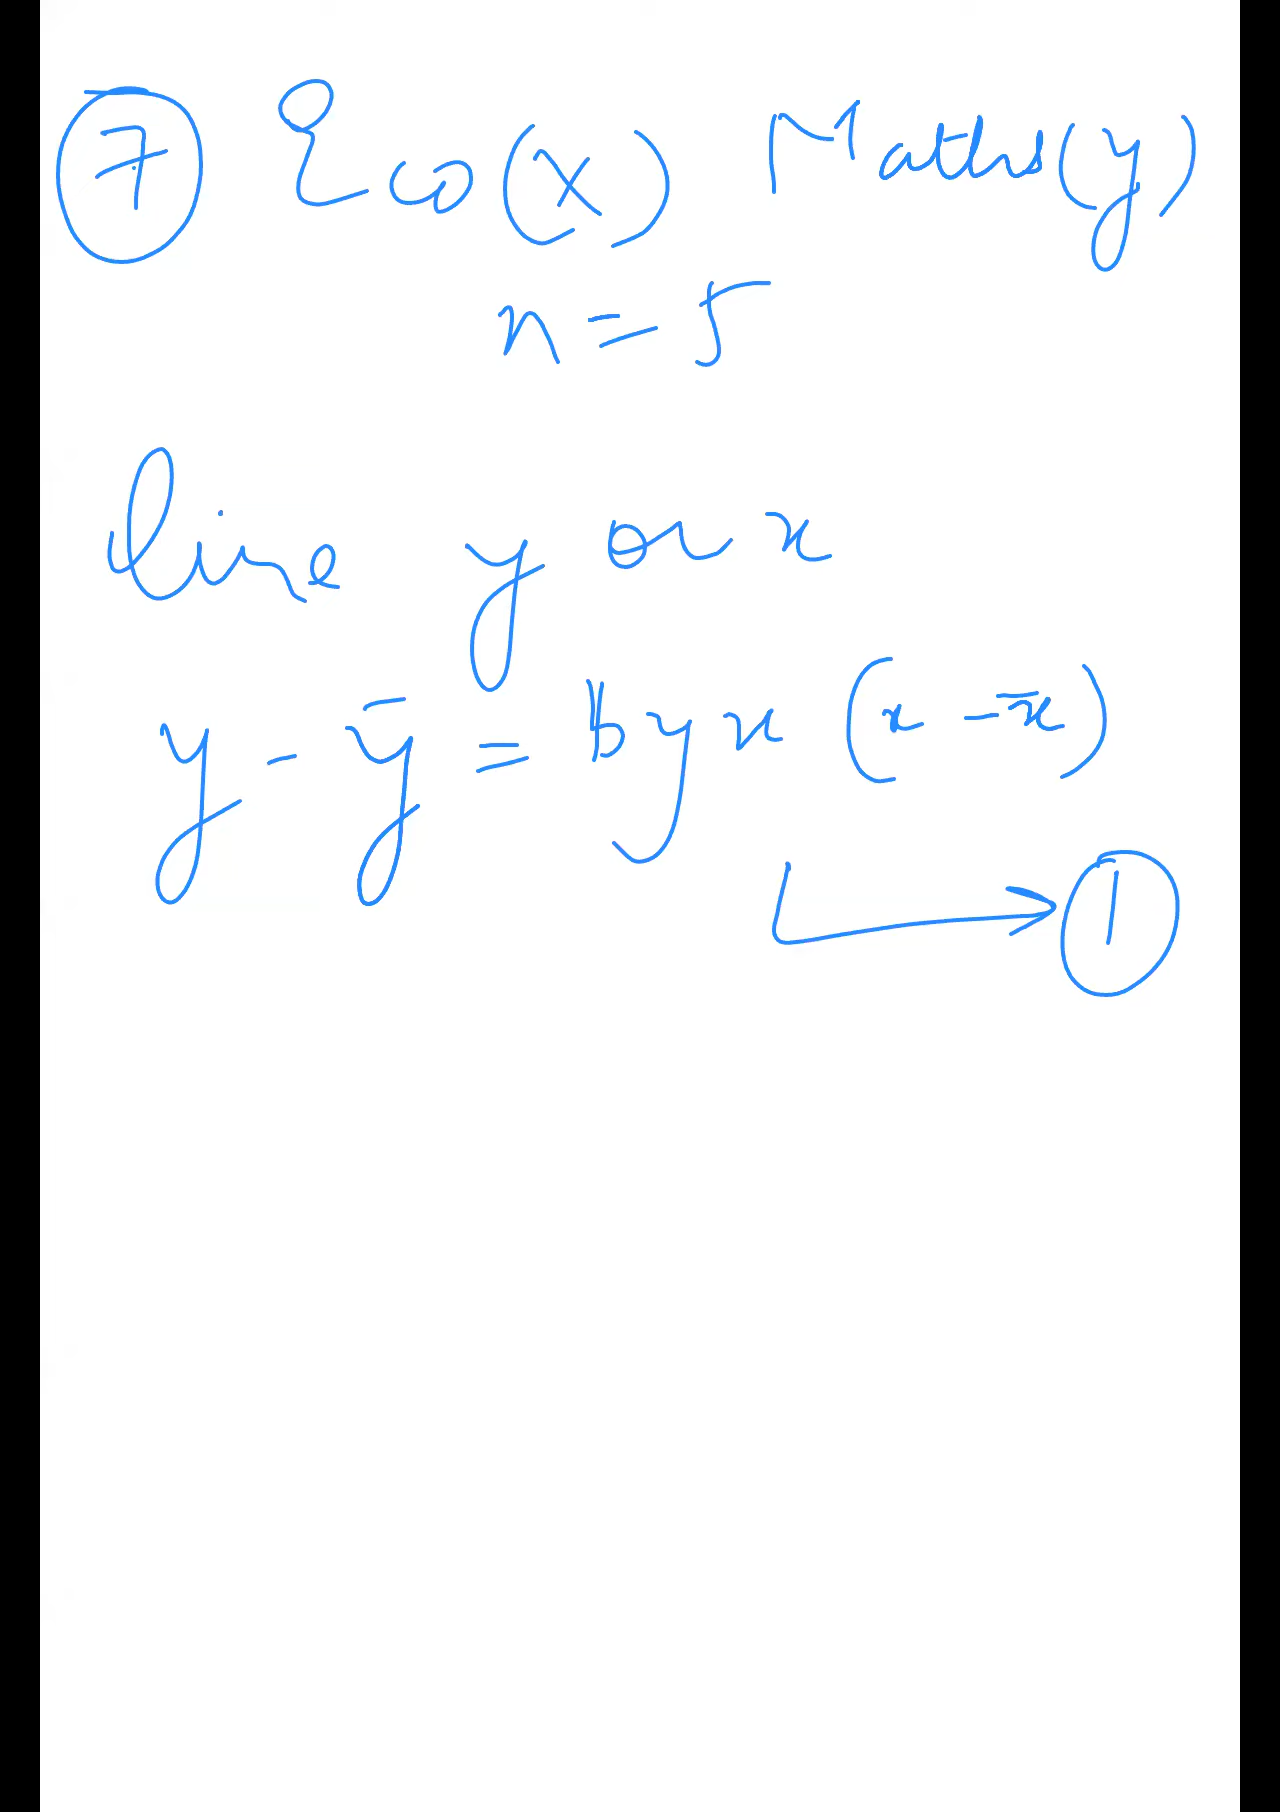 ⑦ Eco(x) Maths(y)
n = 5
line y on x
y - ȳ = byx (x - x̄)
→ ①